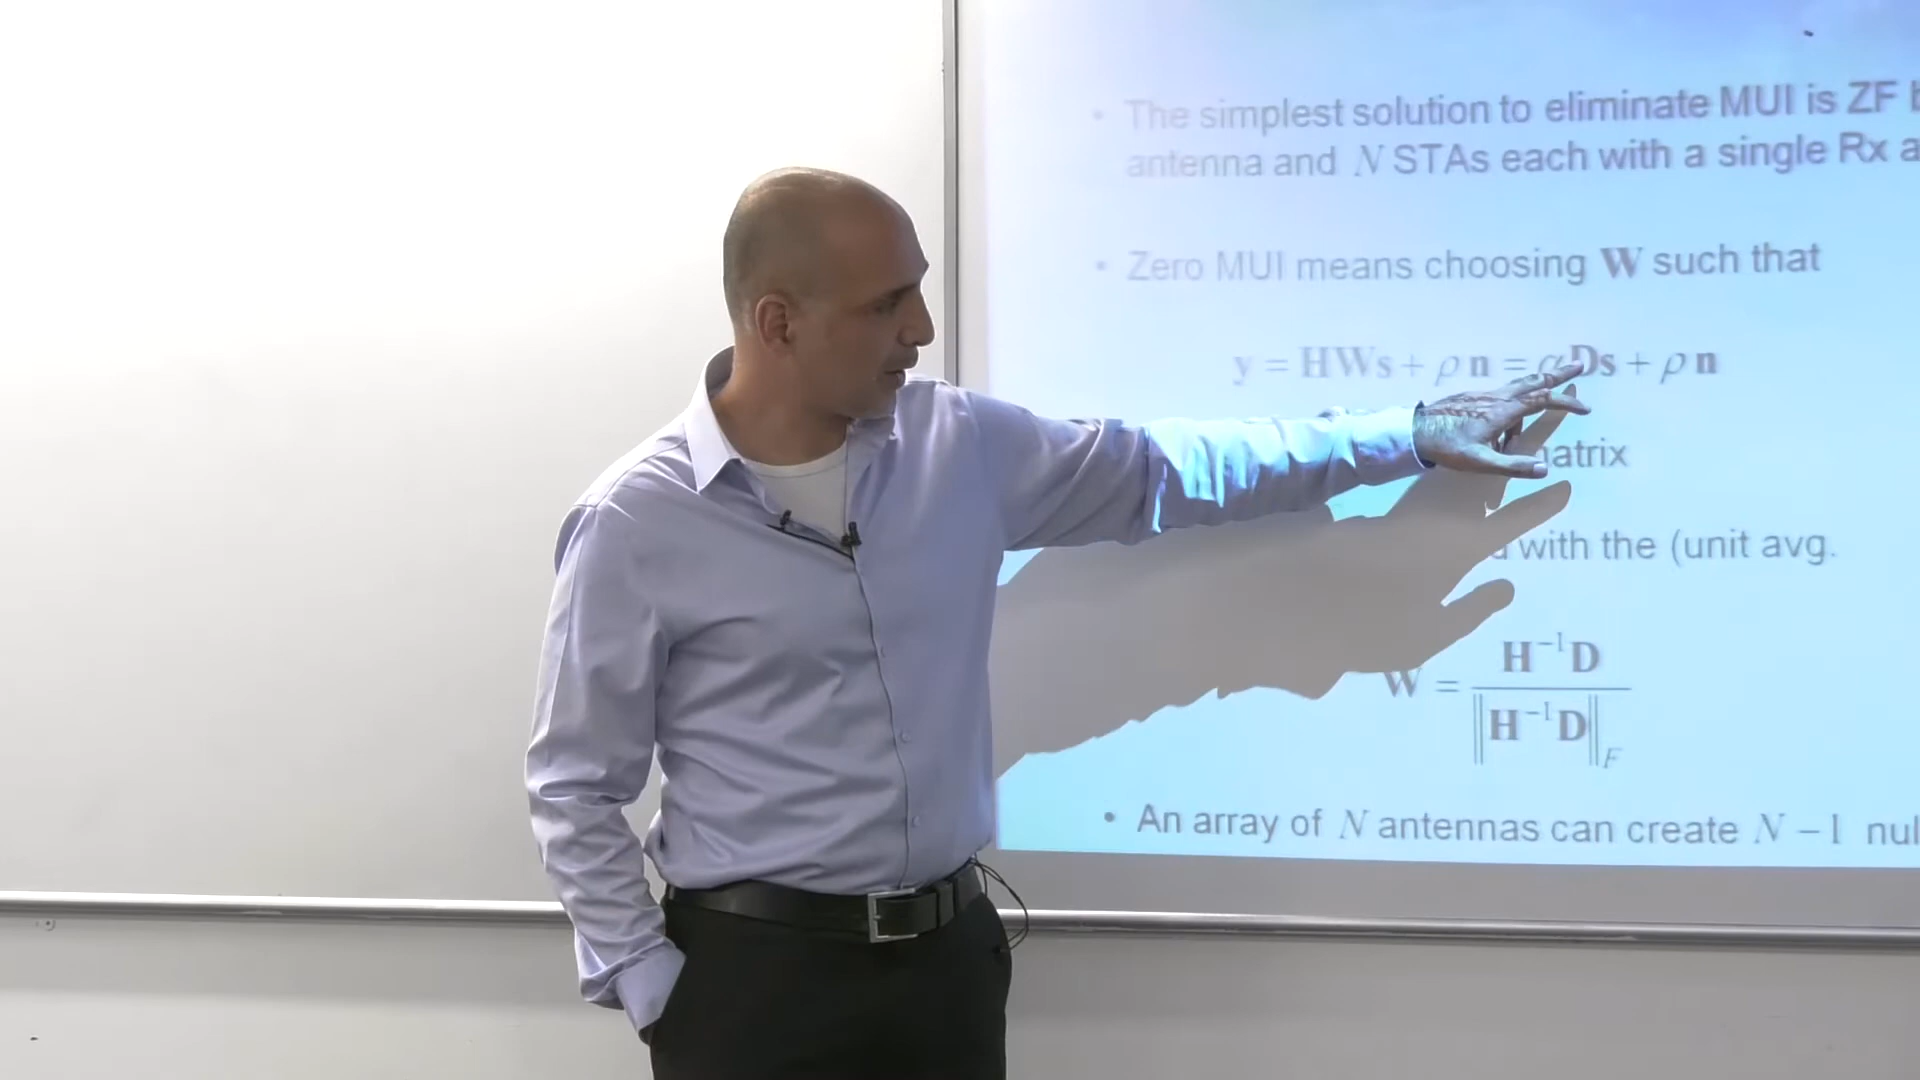 • The simplest solution to eliminate MUI is ZF
antenna and N STAs each with a single Rx
• Zero MUI means choosing W such that
y = HWs + ρn = αDs + ρn
matrix
with the (unit avg.
W = H⁻¹D / ‖H⁻¹D‖_F
• An array of N antennas can create N – 1